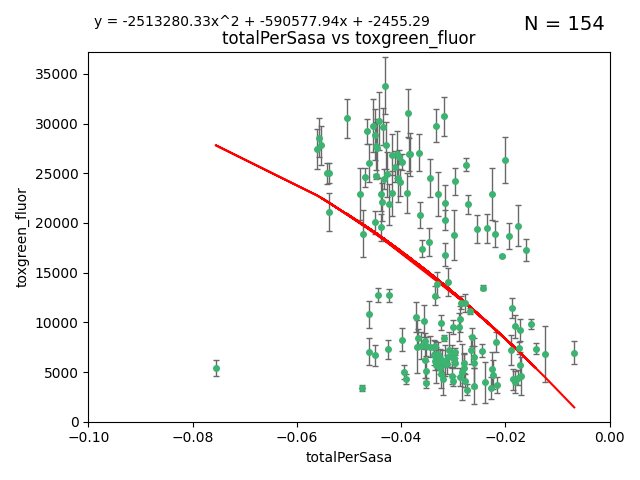 y = -2513280.33x^2 + -590577.94x + -2455.29
N = 154
totalPerSasa vs toxgreen_fluor
35000
30000
25000
20000
15000
10000
5000
0
toxgreen_fluor
−0.10
−0.08
−0.06
−0.04
−0.02
0.00
totalPerSasa